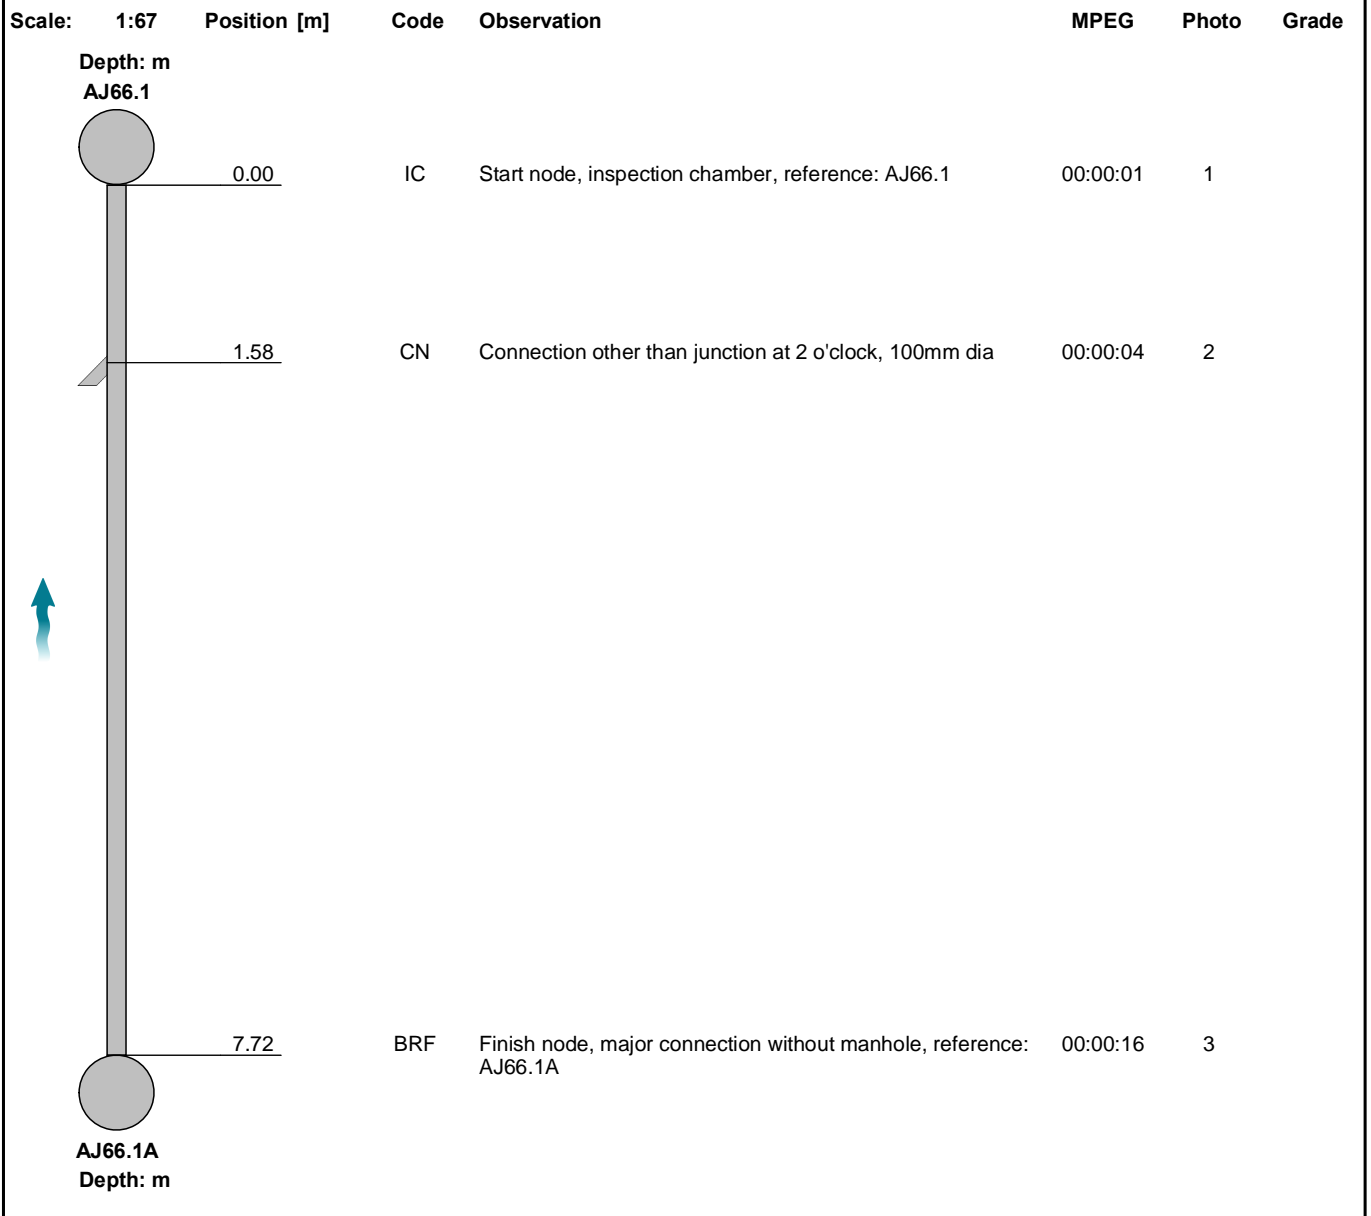 Scale: 1:67 Position [m] Code Observation MPEG Photo Grade
Depth: m
AJ66.1
0.00 IC Start node, inspection chamber, reference: AJ66.1 00:00:01 1
1.58 CN Connection other than junction at 2 o'clock, 100mm dia 00:00:04 2
7.72 BRF Finish node, major connection without manhole, reference: 00:00:16 3
AJ66.1A
AJ66.1A
Depth: m